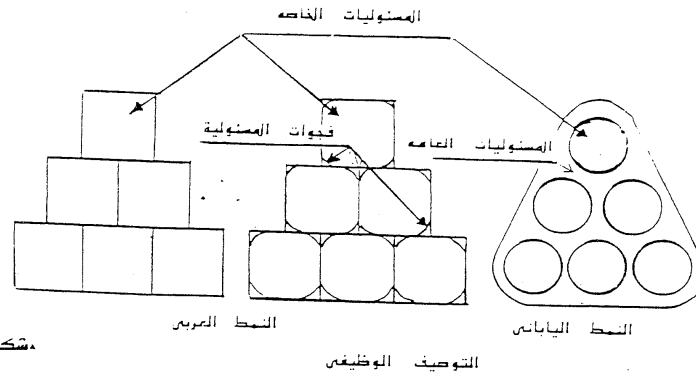 المسئوليات الخاصه
فجوات المسئولية
المسئوليات العامه
النمط العربى
النمط اليابانى
التوصيف الوظيفى